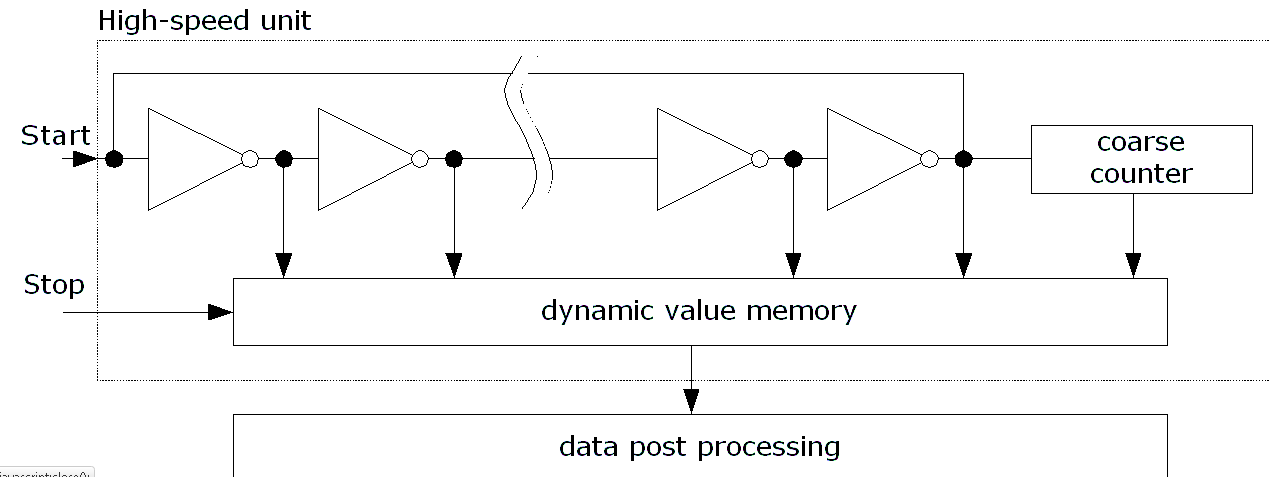 High-speed unit
Start
coarse
counter
Stop
dynamic value memory
data post processing